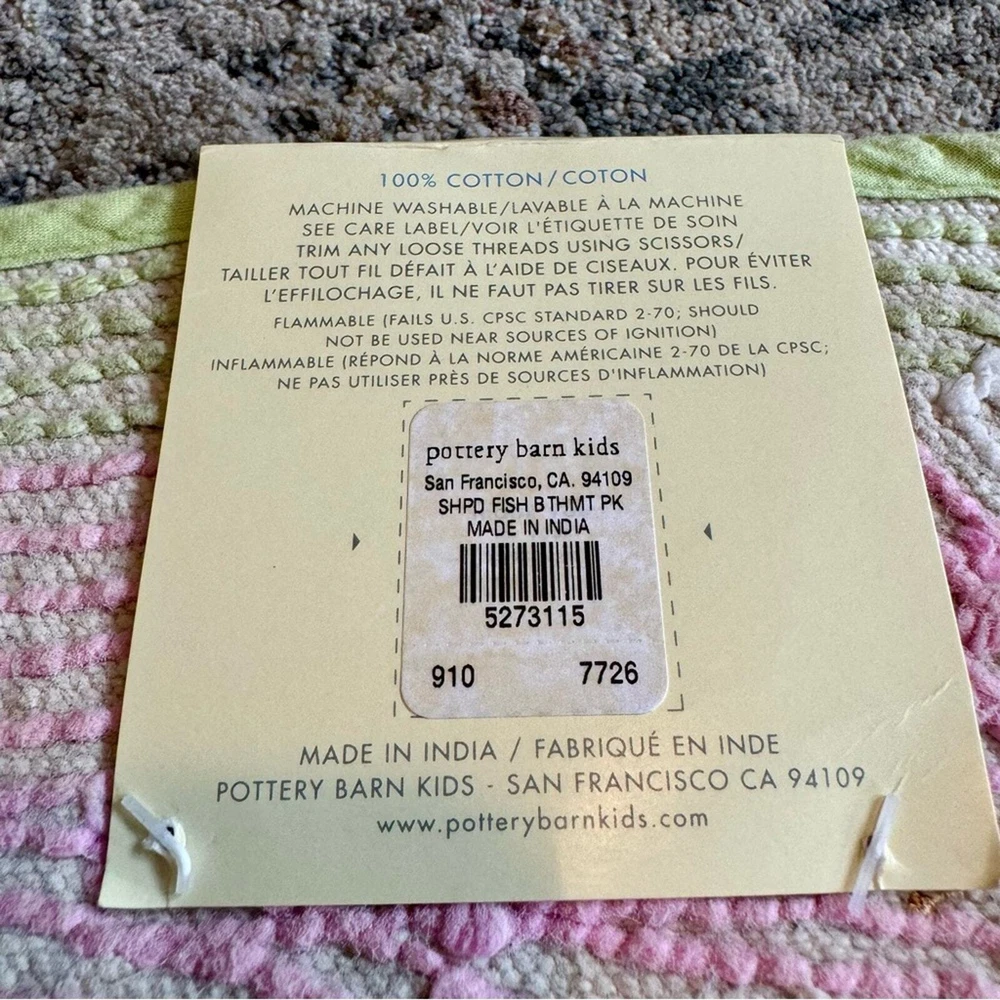 100% COTTON/COTON
MACHINE WASHABLE/LAVABLE À LA MACHINE
SEE CARE LABEL/VOIR L'ÉTIQUETTE DE SOIN
TRIM ANY LOOSE THREADS USING SCISSORS/
TAILLER TOUT FIL DÉFAIT À L'AIDE DE CISEAUX. POUR ÉVITER
L'EFFILOCHAGE, IL NE FAUT PAS TIRER SUR LES FILS.
FLAMMABLE (FAILS U.S. CPSC STANDARD 2-70; SHOULD
NOT BE USED NEAR SOURCES OF IGNITION)
INFLAMMABLE (RÉPOND À LA NORME AMÉRICAINE 2-70 DE LA CPSC;
NE PAS UTILISER PRÈS DE SOURCES D'INFLAMMATION)
pottery barn kids
San Francisco, CA. 94109
SHPD FISH BTHMT PK
MADE IN INDIA
5273115
910 7726
MADE IN INDIA / FABRIQUÉ EN INDE
POTTERY BARN KIDS - SAN FRANCISCO CA 94109
www.potterybarnkids.com